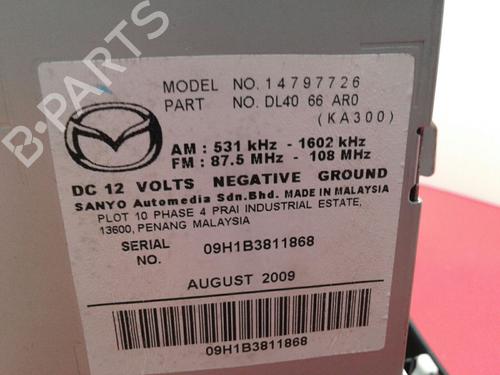 B-PARTS
MODEL NO. 14797726
PART NO. DL40 66 AR0
(KA300)
AM : 531 kHz - 1602 kHz
FM : 87.5 MHz - 108 MHz
DC 12 VOLTS NEGATIVE GROUND
SANYO Automedia Sdn.Bhd. MADE IN MALAYSIA
PLOT 10 PHASE 4 PRAI INDUSTRIAL ESTATE,
13600, PENANG MALAYSIA
SERIAL NO. 09H1B3811868
AUGUST 2009
09H1B3811868